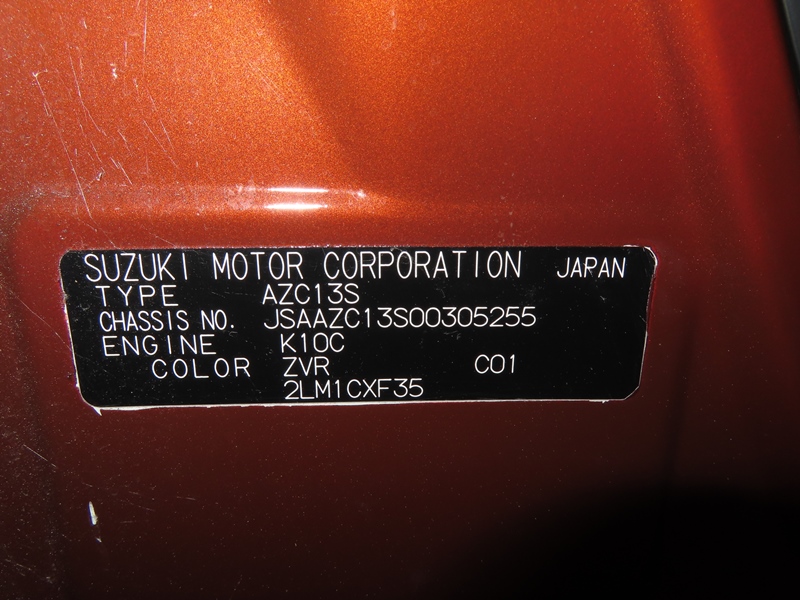 SUZUKI MOTOR CORPORATION JAPAN
TYPE AZC13S
CHASSIS NO. JSAAZC13S00305255
ENGINE K10C
COLOR ZVR C01
2LM1CXF35